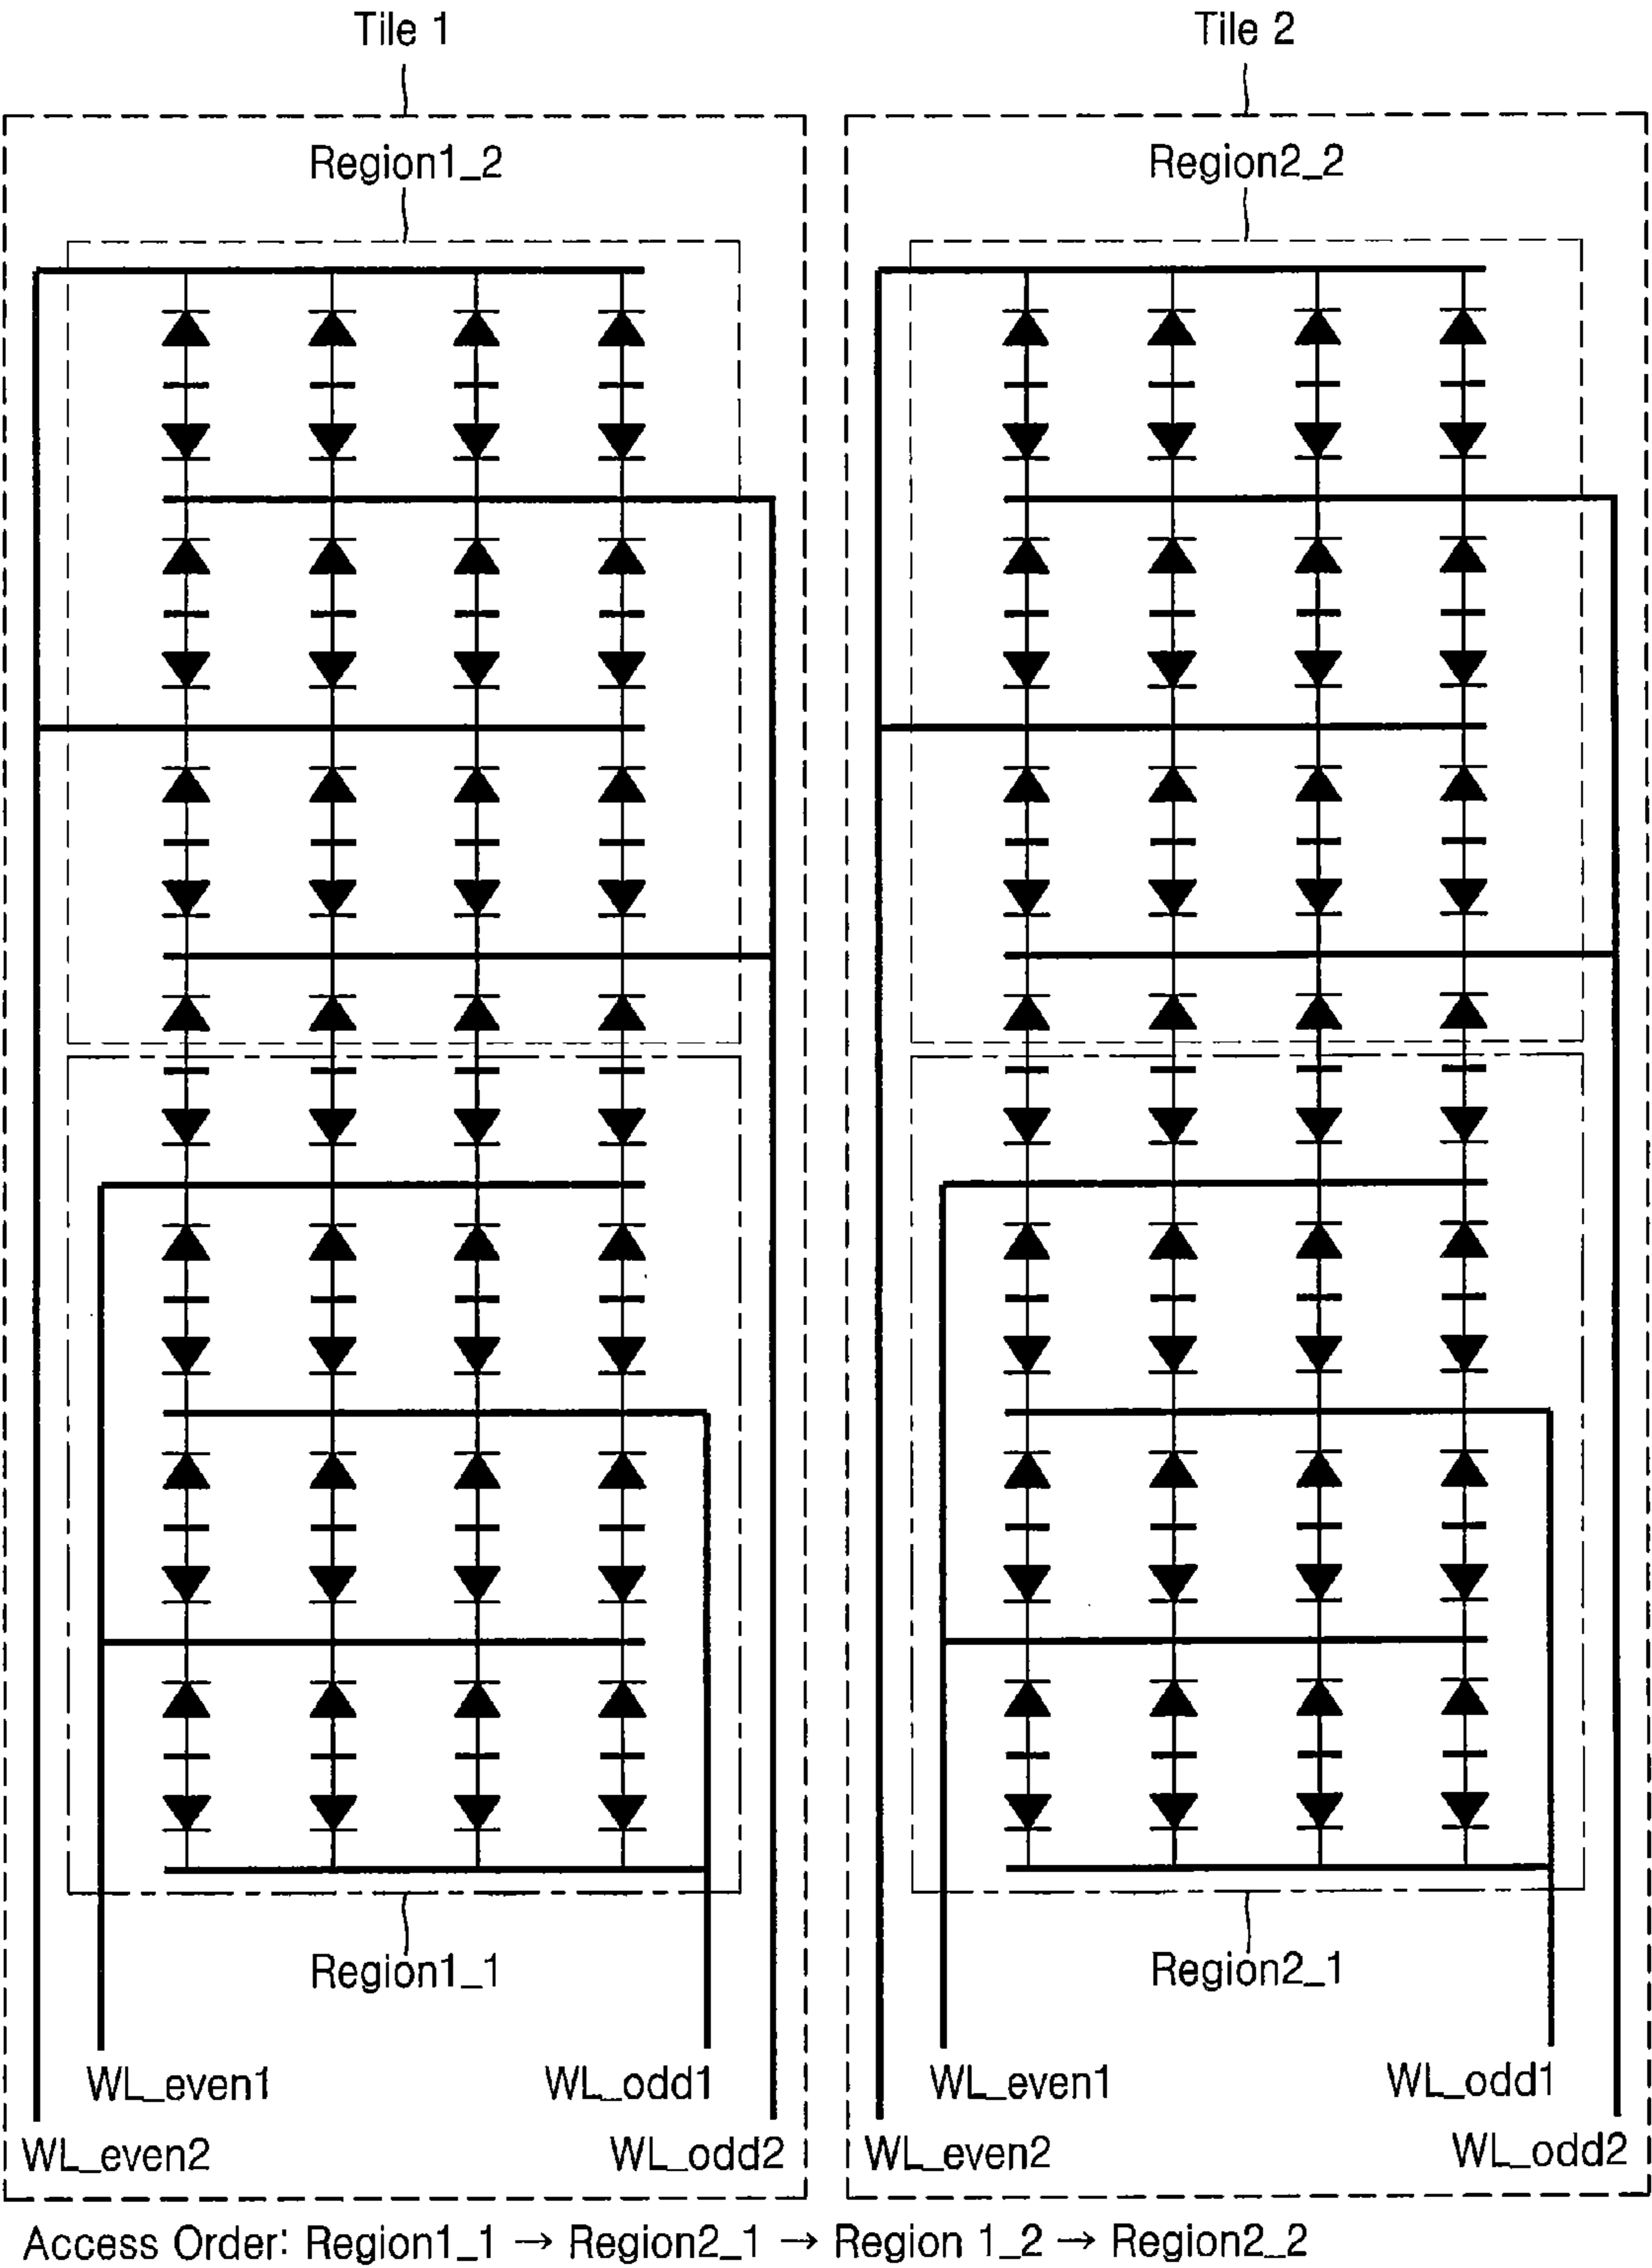 Tile 1
Tile 2
Region1_2
Region2_2
Region1_1
Region2_1
WL_even1
WL_odd1
WL_even1
WL_odd1
WL_even2
WL_odd2
WL_even2
WL_odd2
Access Order: Region1_1 → Region2_1 → Region 1_2 → Region2_2